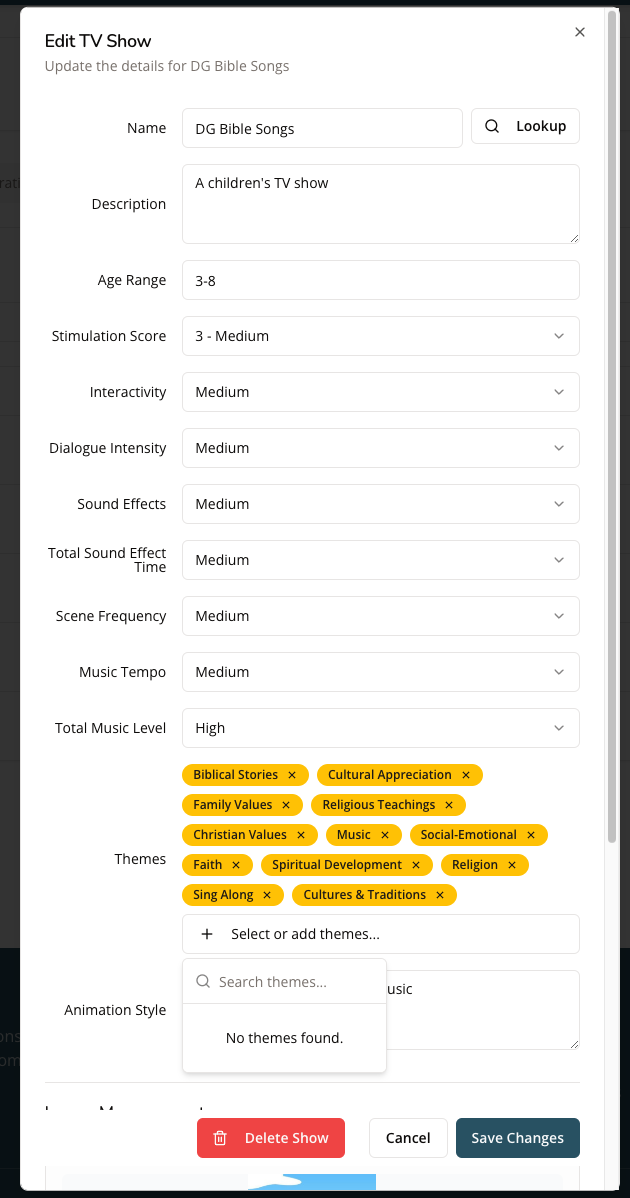 Edit TV Show
Update the details for DG Bible Songs
Name
DG Bible Songs
Lookup
Description
A children's TV show
Age Range
3-8
Stimulation Score
3 - Medium
Interactivity
Medium
Dialogue Intensity
Medium
Sound Effects
Medium
Total Sound Effect
Time
Medium
Scene Frequency
Medium
Music Tempo
Medium
Total Music Level
High
Themes
Biblical Stories × Cultural Appreciation ×
Family Values × Religious Teachings ×
Christian Values × Music × Social-Emotional ×
Faith × Spiritual Development × Religion ×
Sing Along × Cultures & Traditions ×
Select or add themes...
Search themes...
No themes found.
Animation Style
Delete Show
Cancel
Save Changes